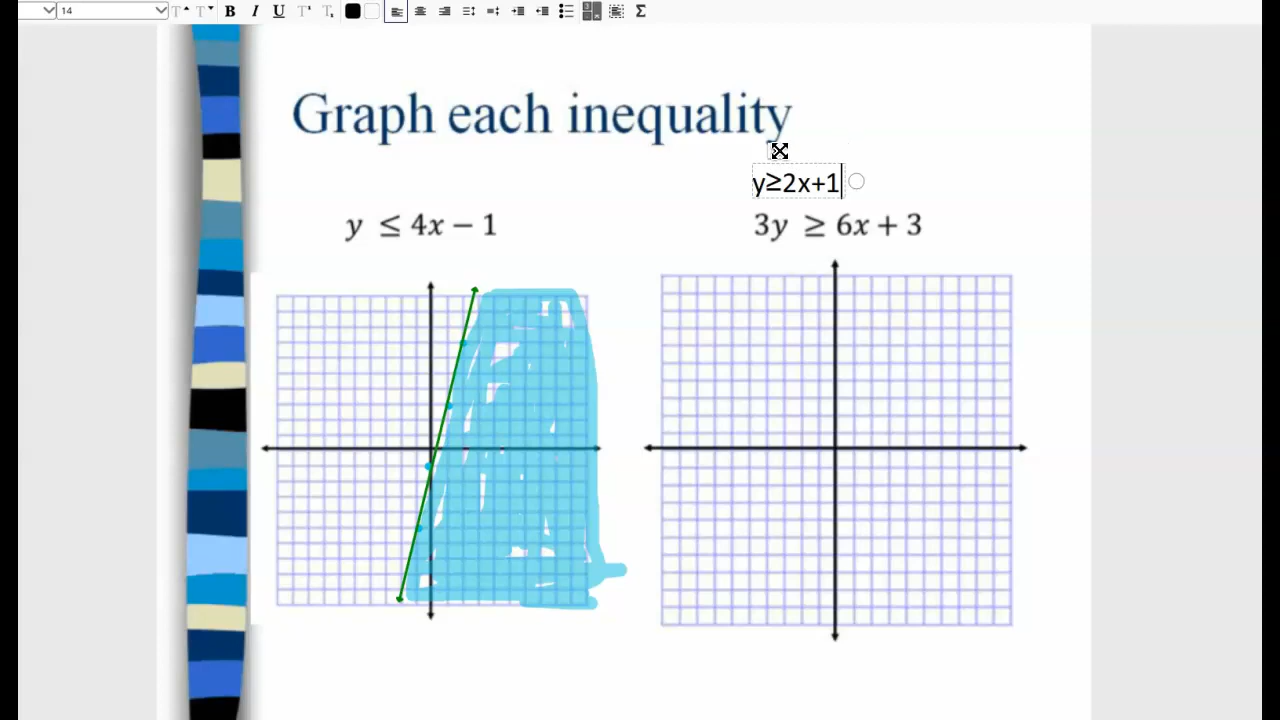 14
B I U
Graph each inequality
y≥2x+1
y ≤ 4x − 1
3y ≥ 6x + 3